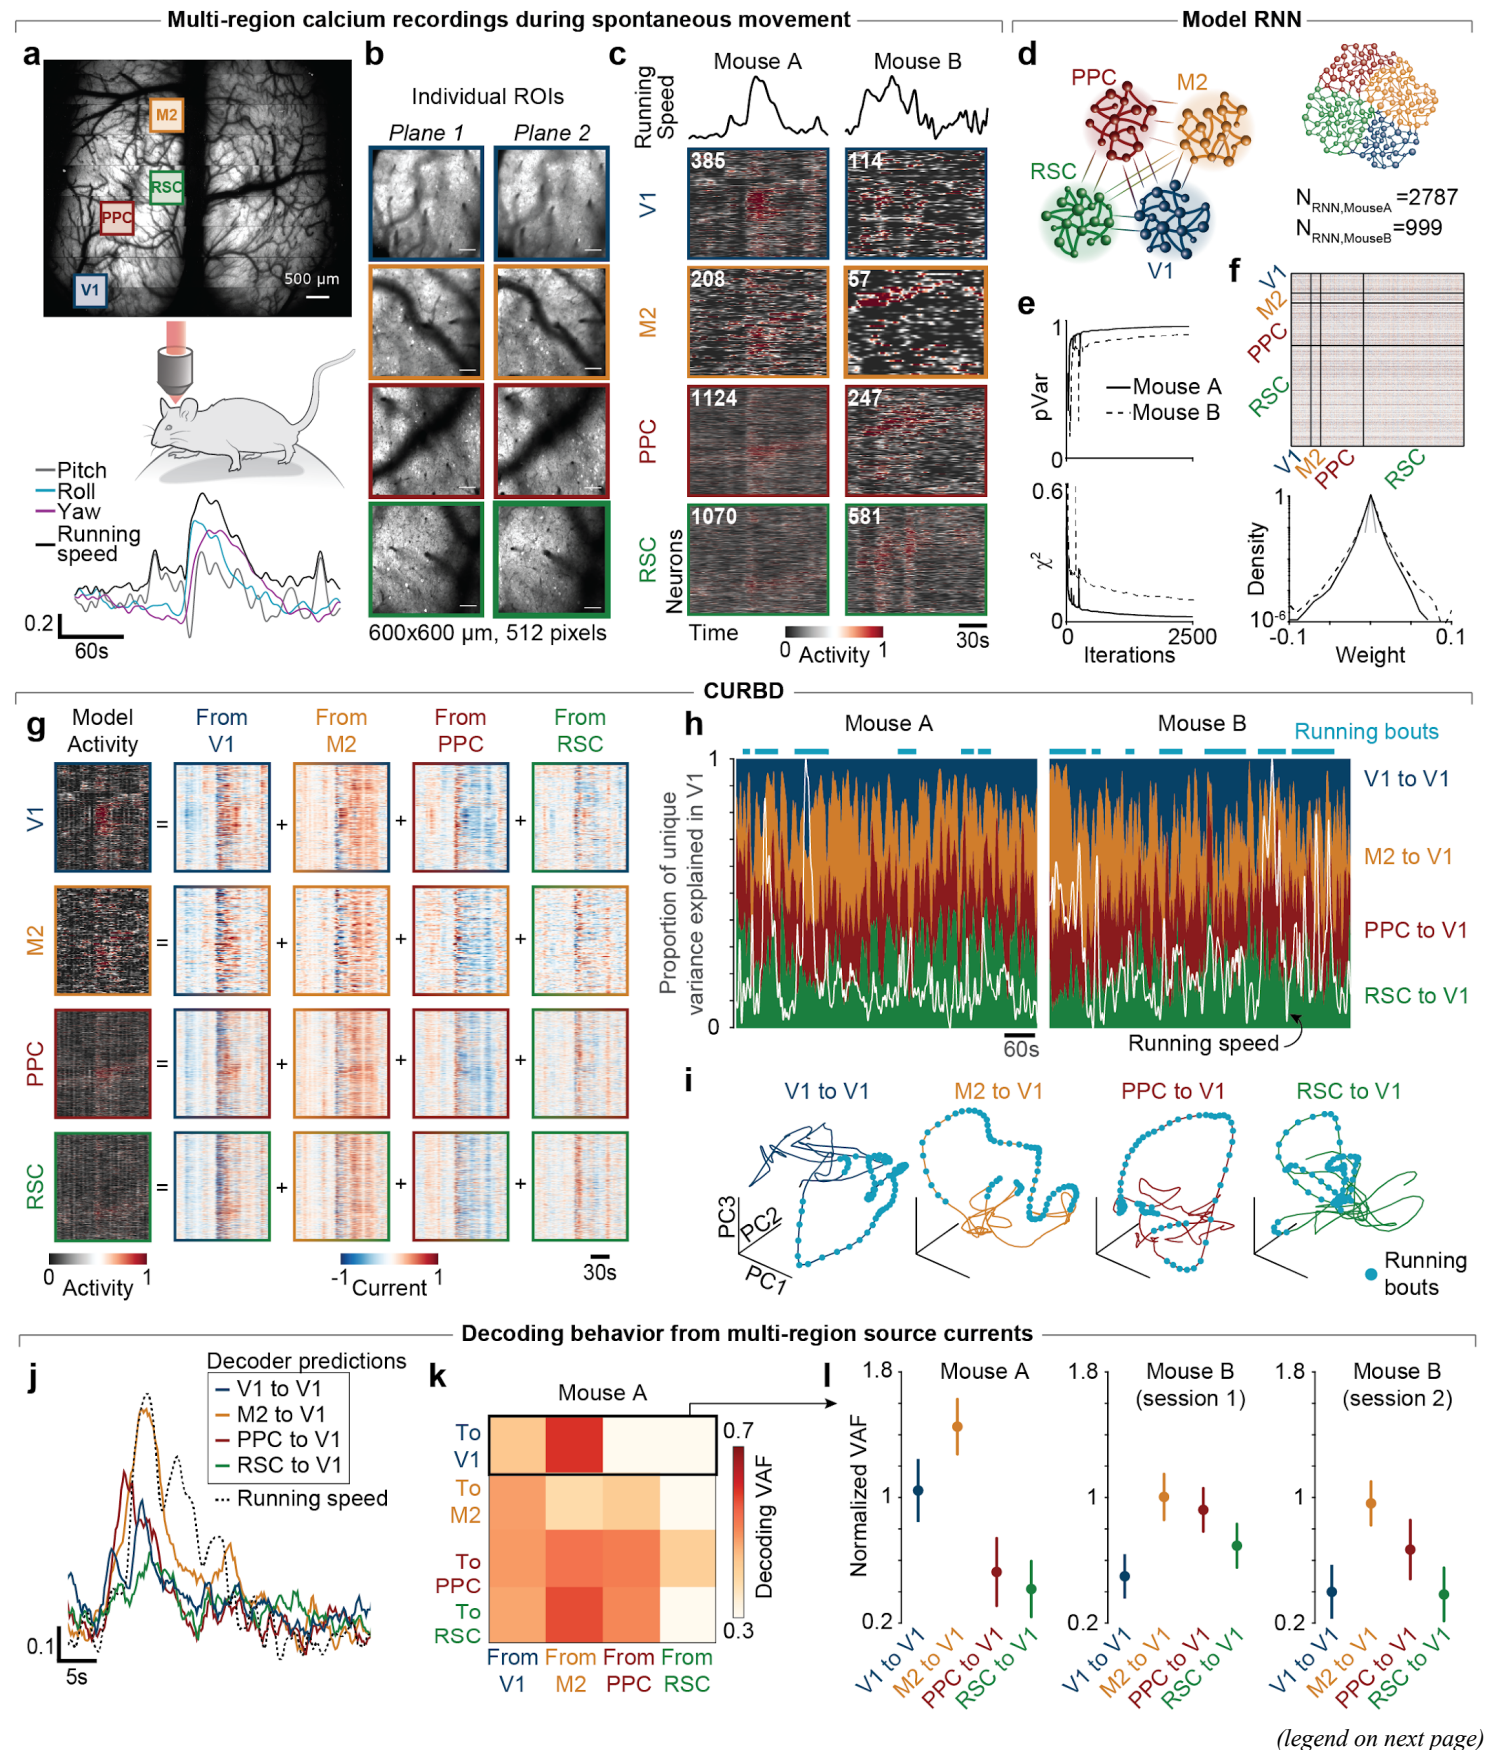 Multi-region calcium recordings during spontaneous movement
Model RNN
a
M2
RSC
PPC
V1
500 µm
Pitch
Roll
Yaw
Running
speed
0.2
60s
b
Individual ROIs
Plane 1
Plane 2
600x600 µm, 512 pixels
c
Running
Speed
Mouse A
Mouse B
V1
385
114
M2
208
57
PPC
1124
247
RSC
1070
581
Neurons
Time
0
1
Activity
30s
d
PPC
M2
RSC
V1
N RNN,MouseA =2787
N RNN,MouseB =999
e
1
pVar
Mouse A
Mouse B
0
0.6
χ2
0
0
2500
Iterations
f
V1
M2
PPC
RSC
V1
M2
PPC
RSC
1
Density
10-6
-0.1
0.1
Weight
CURBD
g
Model
Activity
From
V1
From
M2
From
PPC
From
RSC
V1
=
+
+
+
M2
=
+
+
+
PPC
=
+
+
+
RSC
=
+
+
+
0
1
Activity
-1
1
Current
30s
h
Mouse A
Mouse B
Running bouts
1
Proportion of unique
variance explained in V1
0
V1 to V1
M2 to V1
PPC to V1
RSC to V1
60s
Running speed
i
V1 to V1
M2 to V1
PPC to V1
RSC to V1
PC3
PC2
PC1
Running
bouts
Decoding behavior from multi-region source currents
j
Decoder predictions
V1 to V1
M2 to V1
PPC to V1
RSC to V1
Running speed
0.1
5s
k
Mouse A
To
V1
To
M2
To
PPC
To
RSC
From
V1
From
M2
From
PPC
From
RSC
0.7
Decoding VAF
0.3
l
Mouse A
1.8
1
0.2
Normalized VAF
V1 to V1
M2 to V1
PPC to V1
RSC to V1
Mouse B
(session 1)
1.8
1
0.2
V1 to V1
M2 to V1
PPC to V1
RSC to V1
Mouse B
(session 2)
1.8
1
0.2
V1 to V1
M2 to V1
PPC to V1
RSC to V1
(legend on next page)